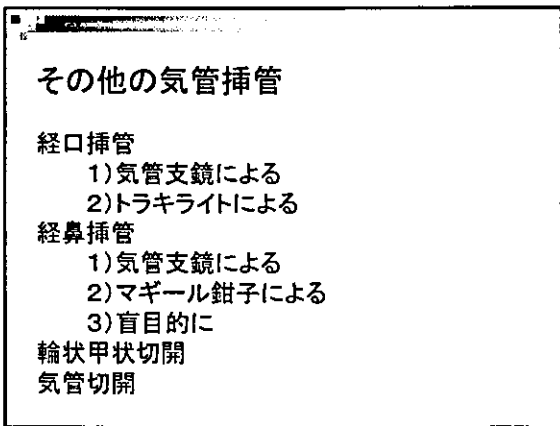 その他の気管挿管
経口挿管
1)気管支鏡による
2)トラキライトによる
経鼻挿管
1)気管支鏡による
2)マギール鉗子による
3)盲目的に
輪状甲状切開
気管切開